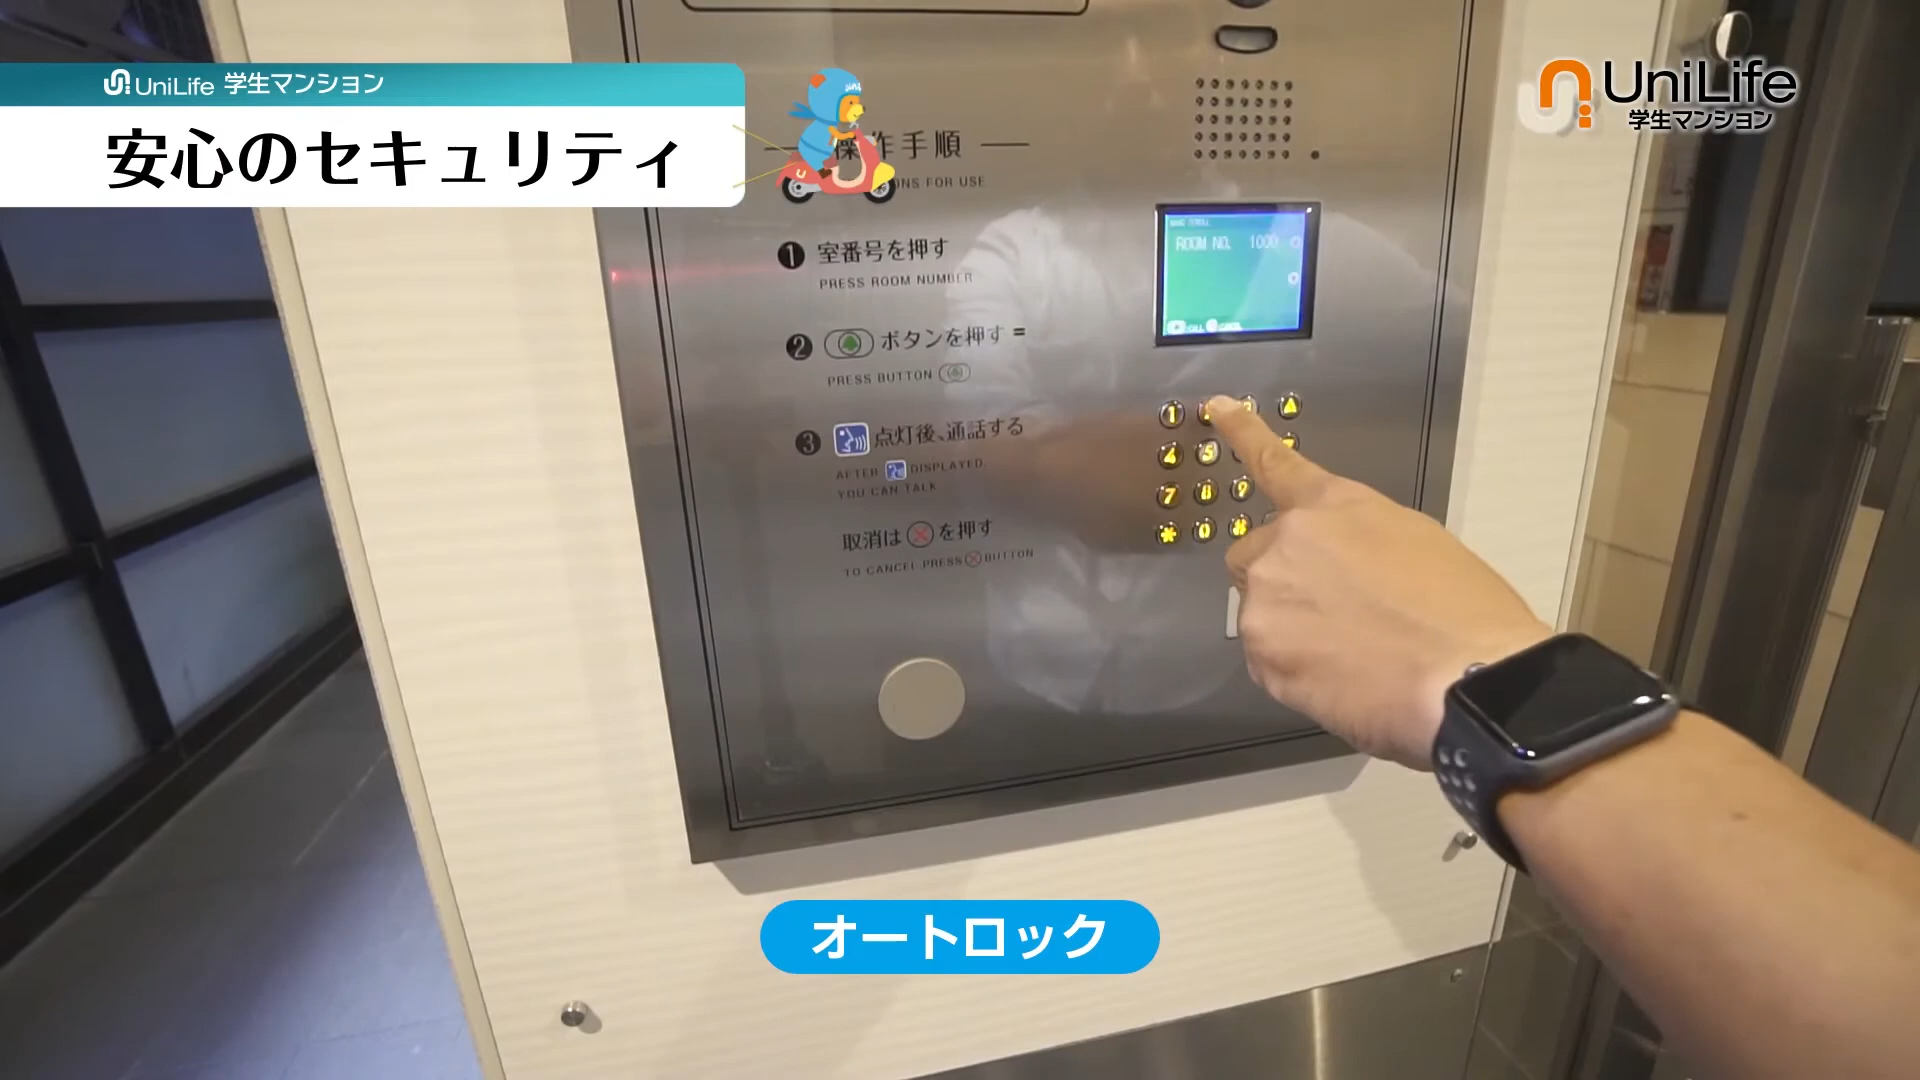 UniLife 学生マンション
安心のセキュリティ
UniLife
学生マンション
操作手順
ONS FOR USE
ROOM NO. 1000
❶ 室番号を押す
PRESS ROOM NUMBER
❷ ボタンを押す =
PRESS BUTTON
❸ 点灯後、通話する
AFTER DISPLAYED,
YOU CAN TALK
取消は を押す
TO CANCEL PRESS BUTTON
1
4 5
7 8 9
* 0 #
オートロック